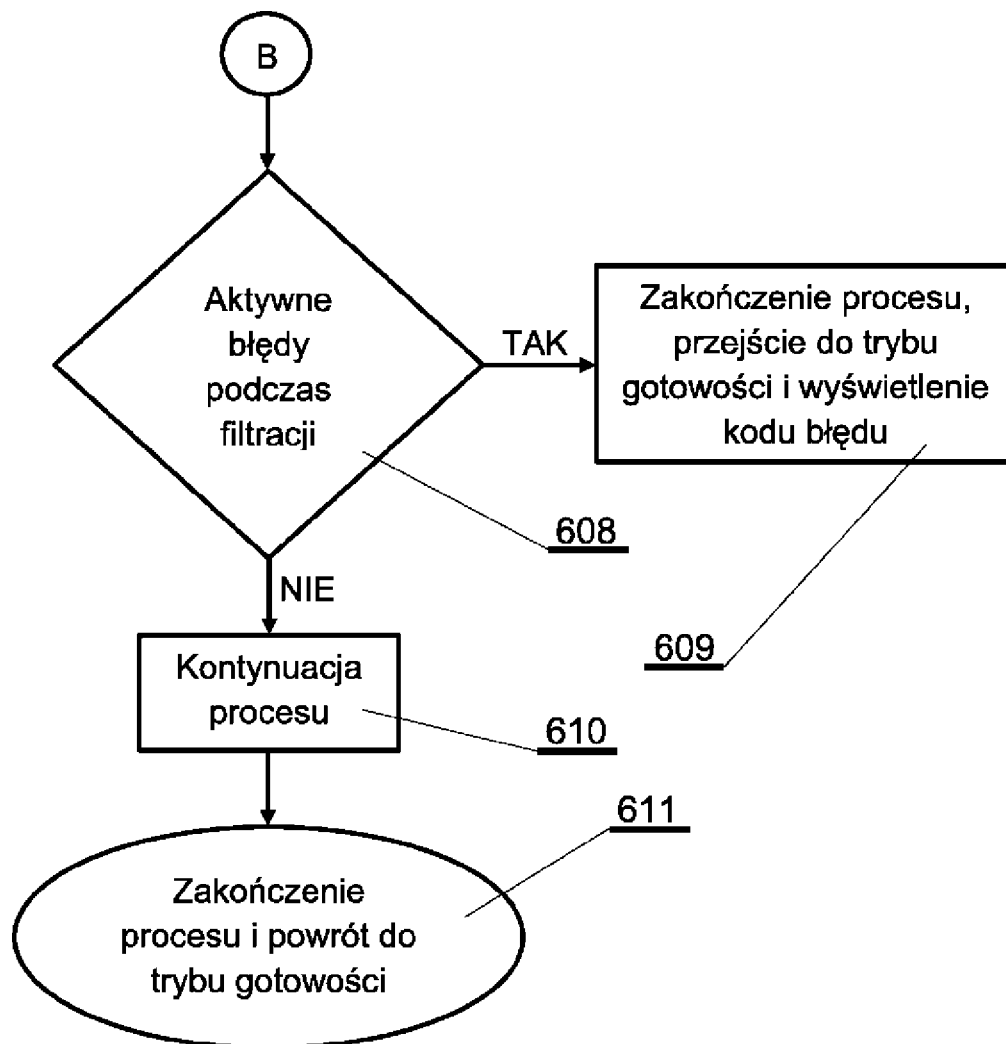 B
Aktywne
błędy
podczas
filtracji
TAK
Zakończenie procesu,
przejście do trybu
gotowości i wyświetlenie
kodu błędu
608
609
NIE
Kontynuacja
procesu
610
611
Zakończenie
procesu i powrót do
trybu gotowości